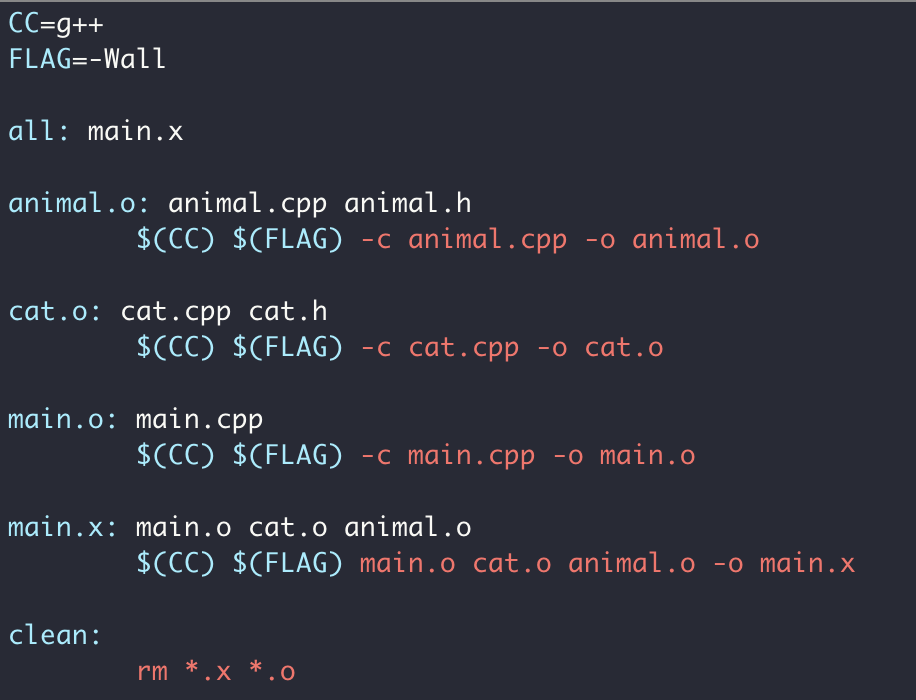 CC=g++
FLAG=-Wall
all: main.x
animal.o: animal.cpp animal.h
$(CC) $(FLAG) -c animal.cpp -o animal.o
cat.o: cat.cpp cat.h
$(CC) $(FLAG) -c cat.cpp -o cat.o
main.o: main.cpp
$(CC) $(FLAG) -c main.cpp -o main.o
main.x: main.o cat.o animal.o
$(CC) $(FLAG) main.o cat.o animal.o -o main.x
clean:
rm *.x *.o